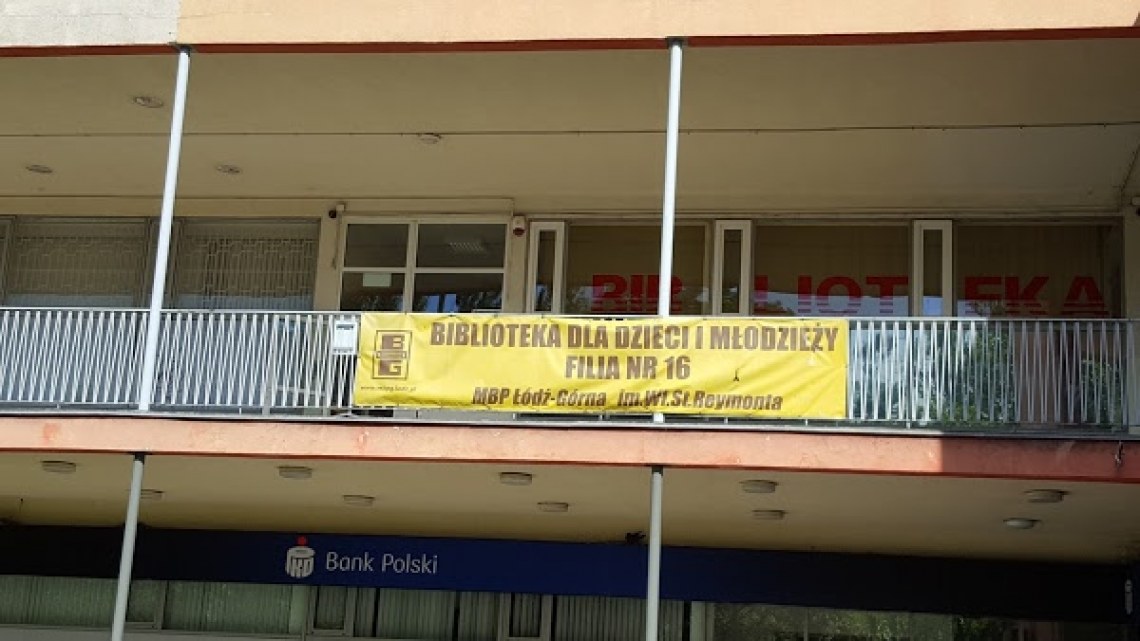 BIBLIOTEKA
BIBLIOTEKA DLA DZIECI I MŁODZIEŻY
FILIA NR 16
MBP Łódź-Górna im.Wł.St.Reymonta
B
G
Bank Polski